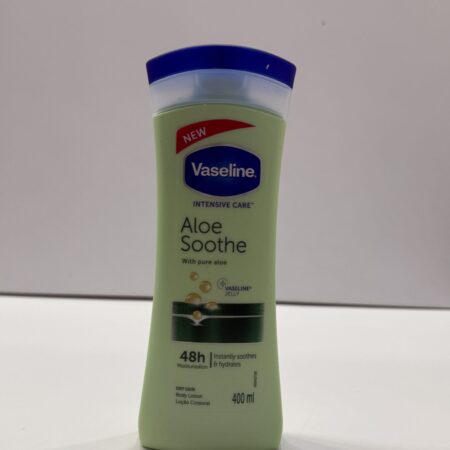 NEW
Vaseline.
INTENSIVE CARE™
Aloe
Soothe
With pure aloe
+ VASELINE®
JELLY
48h
Moisturisation
Instantly soothes
& hydrates
DRY SKIN
Body Lotion
Loção Corporal
400 ml